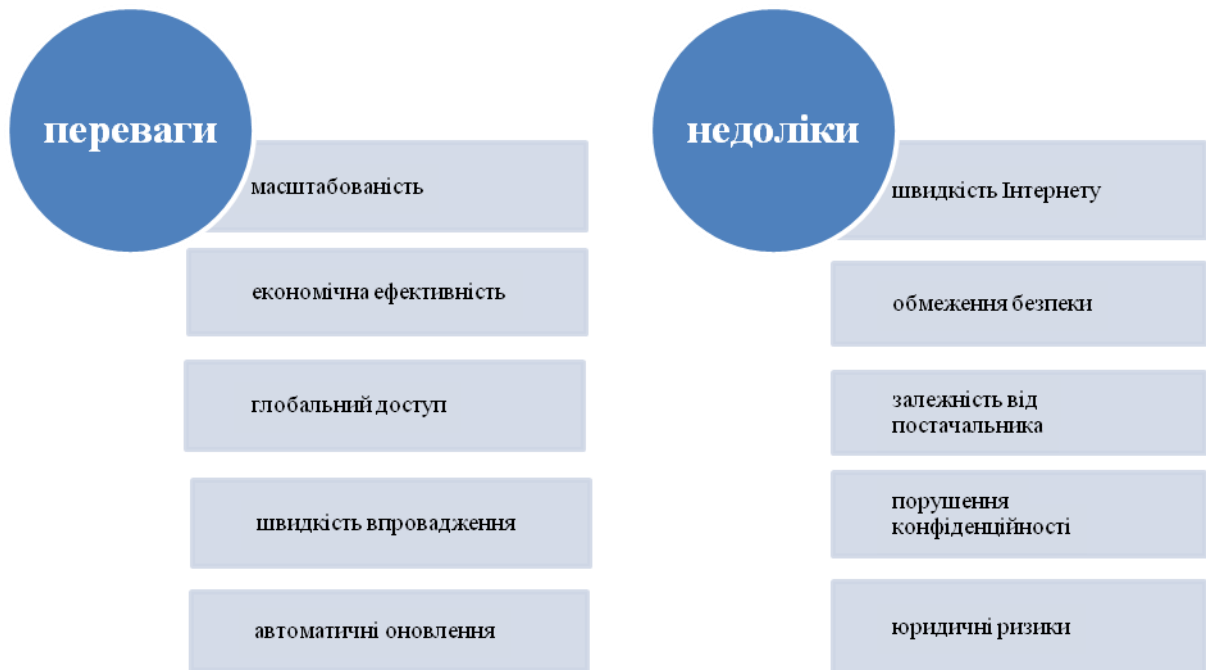 переваги
масштабованість
економічна ефективність
глобальний доступ
швидкість впровадження
автоматичні оновлення
недоліки
швидкість Інтернету
обмеження безпеки
залежність від
постачальника
порушення
конфіденційності
юридичні ризики